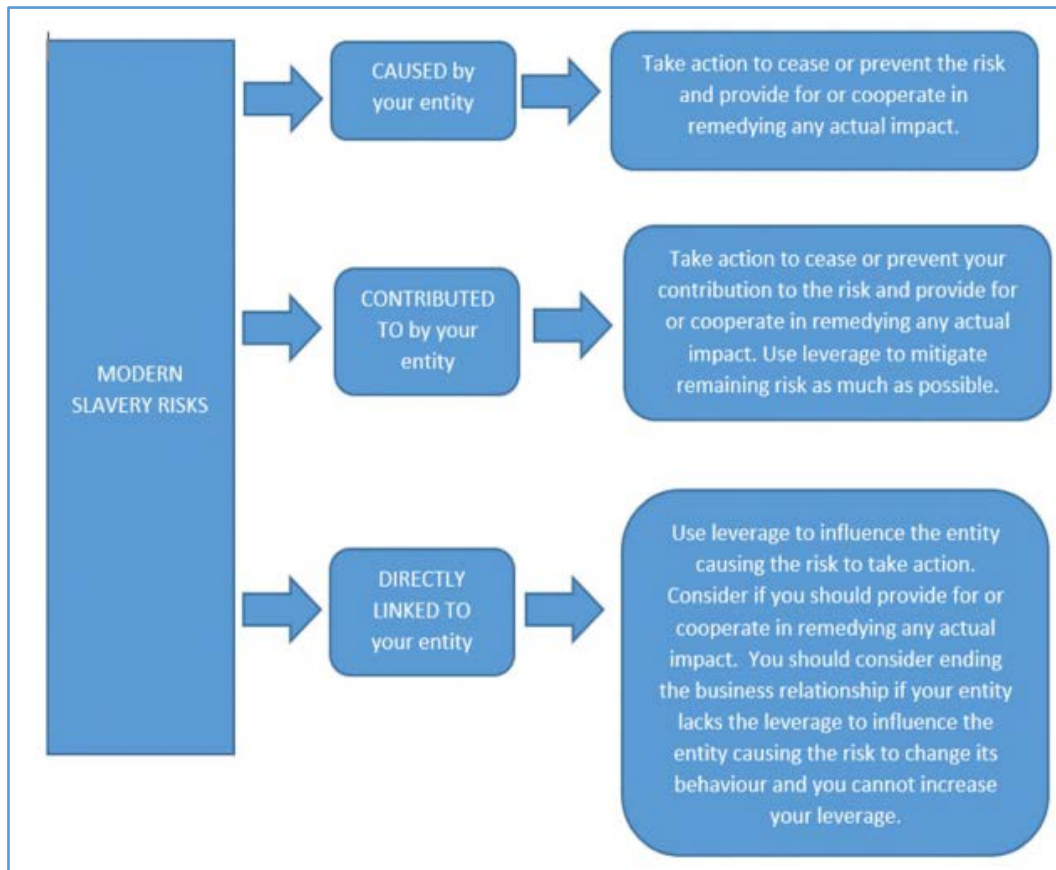 MODERN
SLAVERY RISKS
CAUSED by
your entity
Take action to cease or prevent the risk
and provide for or cooperate in
remedying any actual impact.
CONTRIBUTED
TO by your
entity
Take action to cease or prevent your
contribution to the risk and provide for
or cooperate in remedying any actual
impact. Use leverage to mitigate
remaining risk as much as possible.
DIRECTLY
LINKED TO
your entity
Use leverage to influence the entity
causing the risk to take action.
Consider if you should provide for or
cooperate in remedying any actual
impact.  You should consider ending
the business relationship if your entity
lacks the leverage to influence the
entity causing the risk to change its
behaviour and you cannot increase
your leverage.